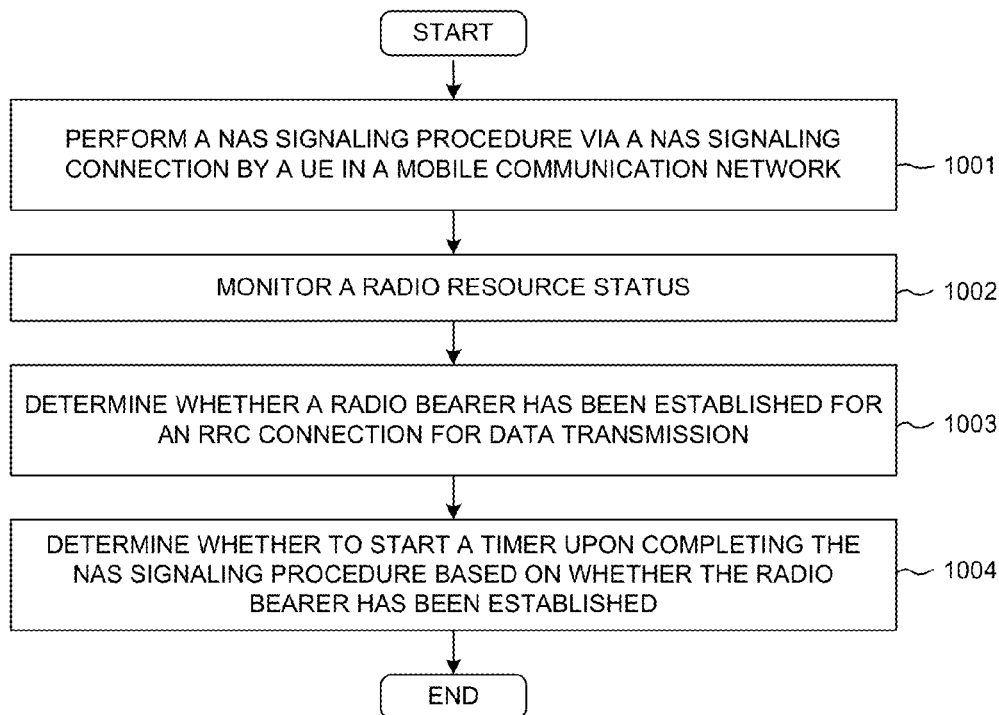 START
PERFORM A NAS SIGNALING PROCEDURE VIA A NAS SIGNALING
CONNECTION BY A UE IN A MOBILE COMMUNICATION NETWORK
1001
MONITOR A RADIO RESOURCE STATUS
1002
DETERMINE WHETHER A RADIO BEARER HAS BEEN ESTABLISHED FOR
AN RRC CONNECTION FOR DATA TRANSMISSION
1003
DETERMINE WHETHER TO START A TIMER UPON COMPLETING THE
NAS SIGNALING PROCEDURE BASED ON WHETHER THE RADIO
BEARER HAS BEEN ESTABLISHED
1004
END